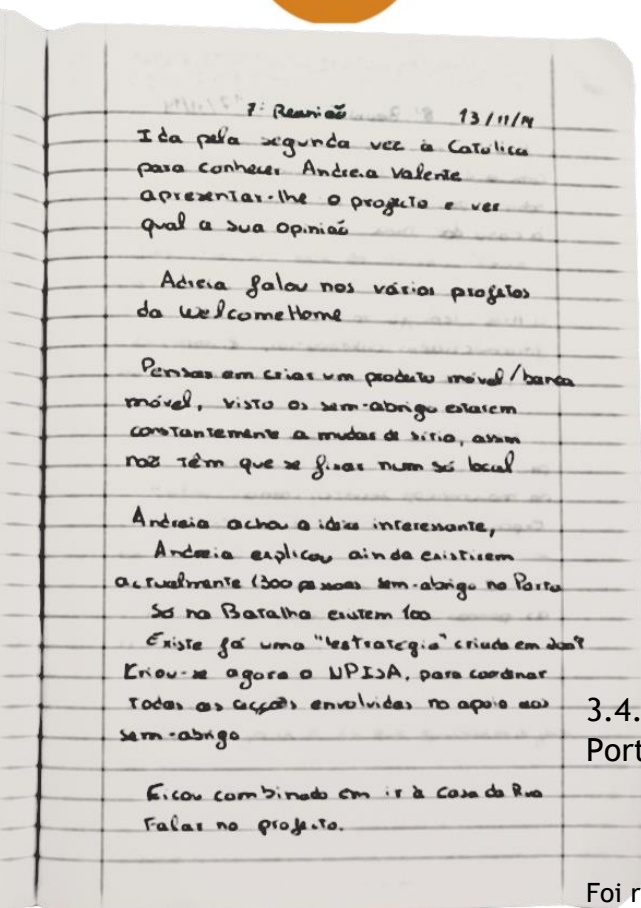 7ª Reunião 13/11/14
Ida pela segunda vez à Catolica
para conhecer Andreia Valente
apresentar-lhe o projeto e ver
qual a sua opinião
Adreia falou nos vários projetos
da WelcomeHome
Pensar em criar um produto móvel/banca
móvel, visto os sem-abrigo estarem
constantemente a mudar de sitio, assim
não têm que se fixar num só local
Andreia achou a ideia interessante,
Andreia explicou ainda existirem
actualmente 1300 pessoas sem-abrigo no Porto
Só na Batalha existem 100
Existe já uma "estrategia" criada em
Criou-se agora o NPISA, para coordenar
todas as acções envolvidas no apoio aos
sem-abrigo
Ficou combinado em ir à Casa da Rua
Falar no projeto.
3.4.
Port
Foi r